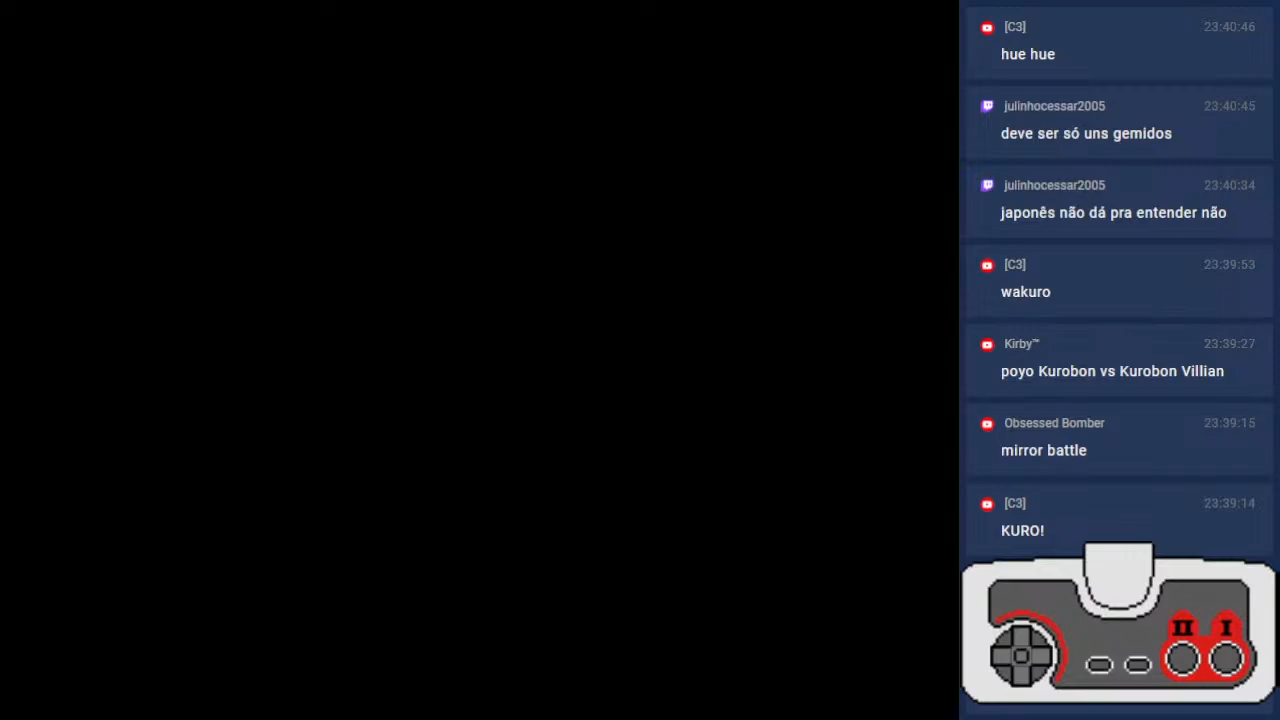 [C3] 23:40:46
hue hue
julinhocessar2005 23:40:45
deve ser só uns gemidos
julinhocessar2005 23:40:34
japonês não dá pra entender não
[C3] 23:39:53
wakuro
Kirby™ 23:39:27
poyo Kurobon vs Kurobon Villian
Obsessed Bomber 23:39:15
mirror battle
[C3] 23:39:14
KURO!
II I